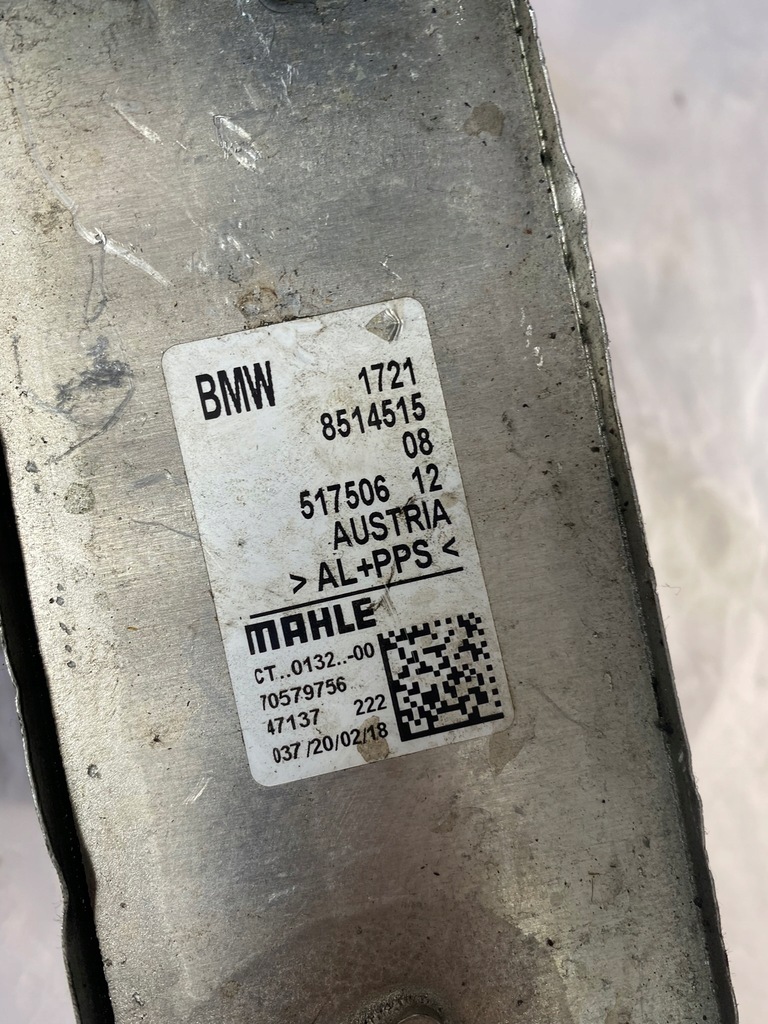 BMW 1721
8514515
08
517506 12
AUSTRIA
>AL+PPS<
MAHLE
CT..0132..-00
70579756
47137 222
037/20/02/18